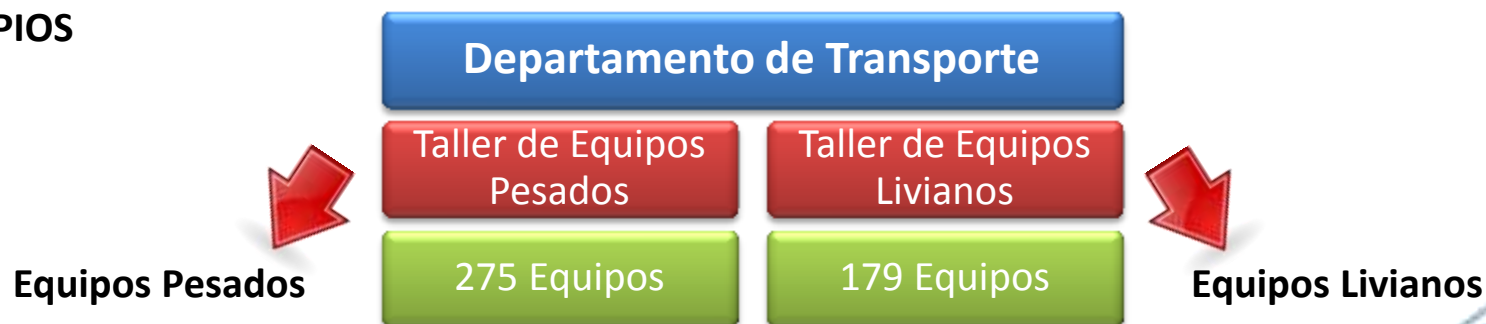 PIOS
Departamento de Transporte
Taller de Equipos
Pesados
Taller de Equipos
Livianos
275 Equipos
179 Equipos
Equipos Pesados
Equipos Livianos